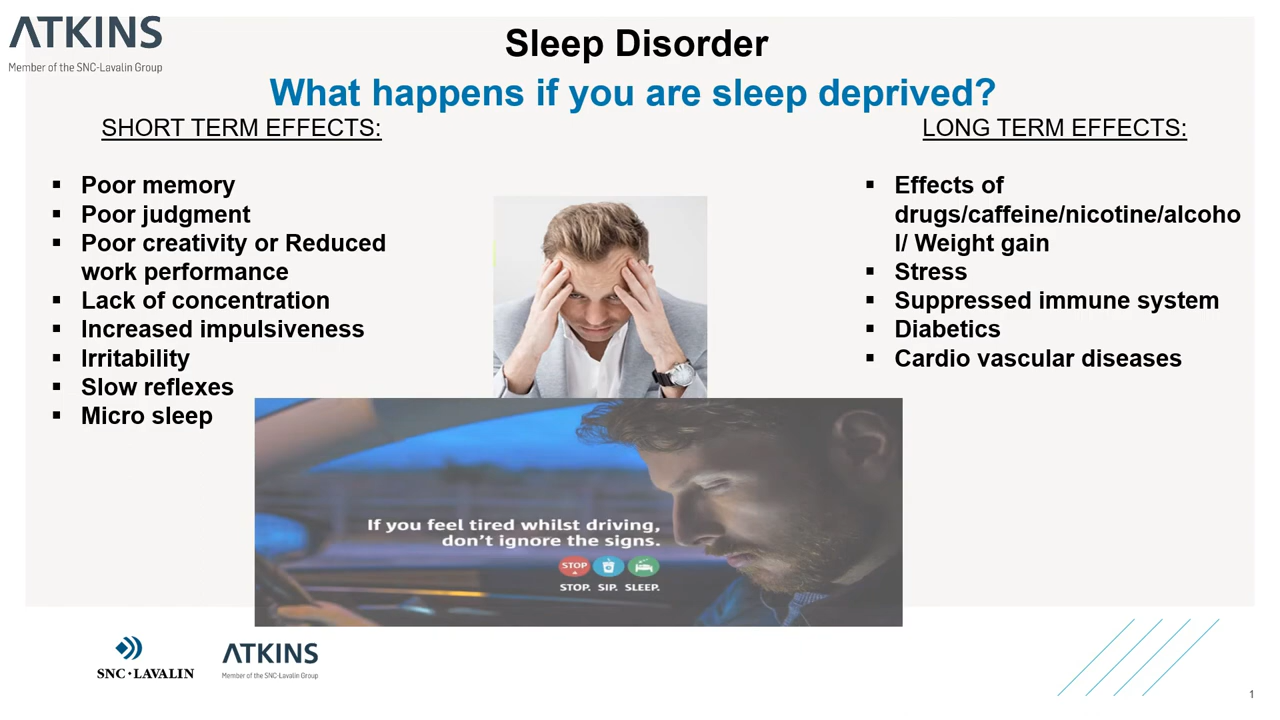 ATKINS
Member of the SNC-Lavalin Group
Sleep Disorder
What happens if you are sleep deprived?
SHORT TERM EFFECTS:
▪ Poor memory
▪ Poor judgment
▪ Poor creativity or Reduced
work performance
▪ Lack of concentration
▪ Increased impulsiveness
▪ Irritability
▪ Slow reflexes
▪ Micro sleep
LONG TERM EFFECTS:
▪ Effects of
drugs/caffeine/nicotine/alcoho
l/ Weight gain
▪ Stress
▪ Suppressed immune system
▪ Diabetics
▪ Cardio vascular diseases
If you feel tired whilst driving,
don't ignore the signs.
STOP
STOP. SIP. SLEEP.
SNC•LAVALIN
ATKINS
Member of the SNC-Lavalin Group
1